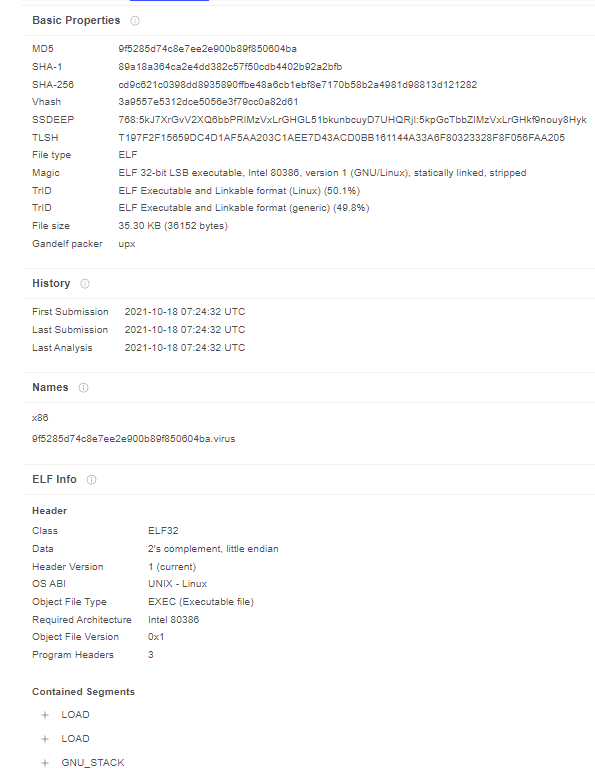 Basic Properties
MD5 9f5285d74c8e7ee2e900b89f850604ba
SHA-1 89a18a364ca2e4dd382c57f50cdb4402b92a2bfb
SHA-256 cd9c621c0398dd8935890ffbe48a6cb1ebf8e7170b58b2a4981d98813d121282
Vhash 3a9557e5312dce5056e3f79cc0a82d61
SSDEEP 768:5kJ7XrGvV2XQ6bbPRIMzVxLrGHGL51bkunbcuyD7UHQRjI:5kpGcTbbZIMzVxLrGHkf9nouy8Hyk
TLSH T197F2F15659DC4D1AF5AA203C1AEE7D43ACD0BB161144A33A6F80323328F8F056FAA205
File type ELF
Magic ELF 32-bit LSB executable, Intel 80386, version 1 (GNU/Linux), statically linked, stripped
TrID ELF Executable and Linkable format (Linux) (50.1%)
TrID ELF Executable and Linkable format (generic) (49.8%)
File size 35.30 KB (36152 bytes)
Gandelf packer upx
History
First Submission 2021-10-18 07:24:32 UTC
Last Submission 2021-10-18 07:24:32 UTC
Last Analysis 2021-10-18 07:24:32 UTC
Names
x86
9f5285d74c8e7ee2e900b89f850604ba.virus
ELF Info
Header
Class ELF32
Data 2's complement, little endian
Header Version 1 (current)
OS ABI UNIX - Linux
Object File Type EXEC (Executable file)
Required Architecture Intel 80386
Object File Version 0x1
Program Headers 3
Contained Segments
+ LOAD
+ LOAD
+ GNU_STACK